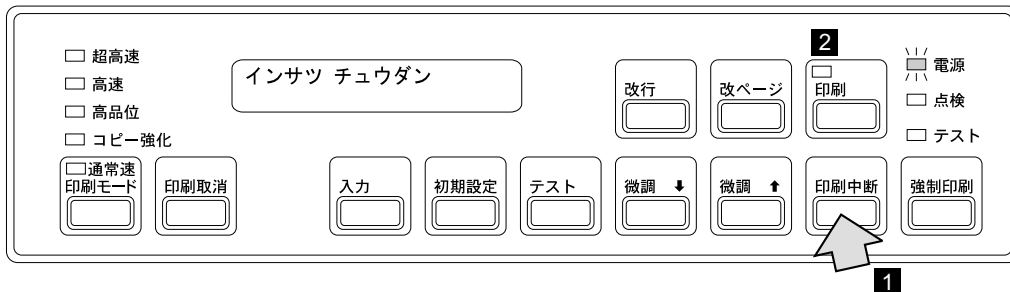 超高速
高速
高品位
コピー強化
通常速
印刷モード
印刷取消
インサツ チュウダン
入力
初期設定
テスト
改行
改ページ
2
印刷
電源
点検
テスト
微調 ⬇
微調 ⬆
印刷中断
強制印刷
1